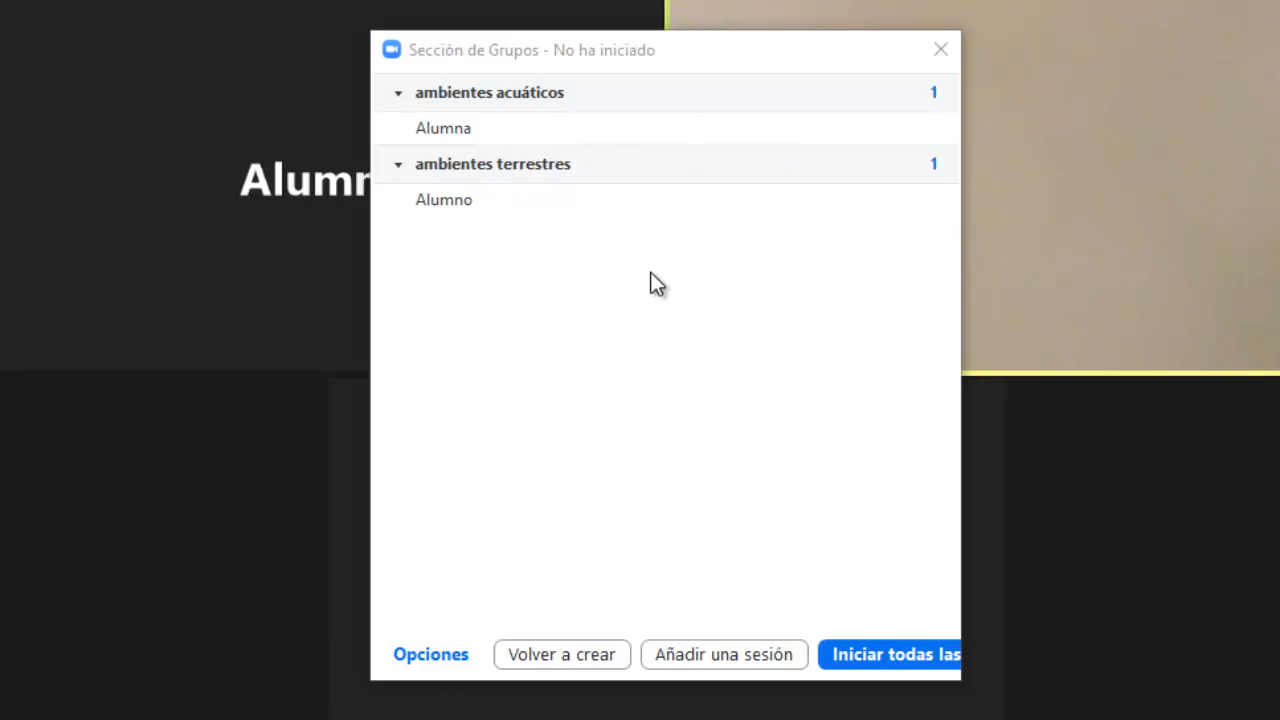 Sección de Grupos - No ha iniciado
ambientes acuáticos 1
Alumna
ambientes terrestres 1
Alumn
Alumno
Opciones Volver a crear Añadir una sesión Iniciar todas las